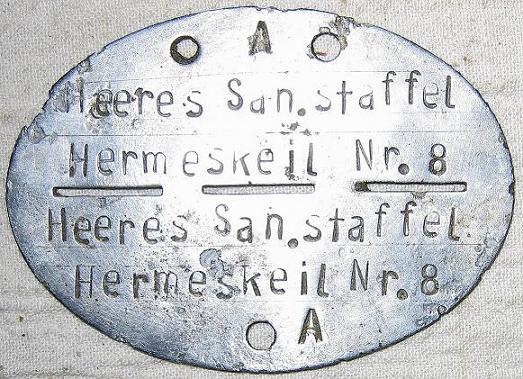 A
Heeres San.staffel
Hermeskeil Nr. 8
Heeres San.staffel
Hermeskeil Nr. 8
A